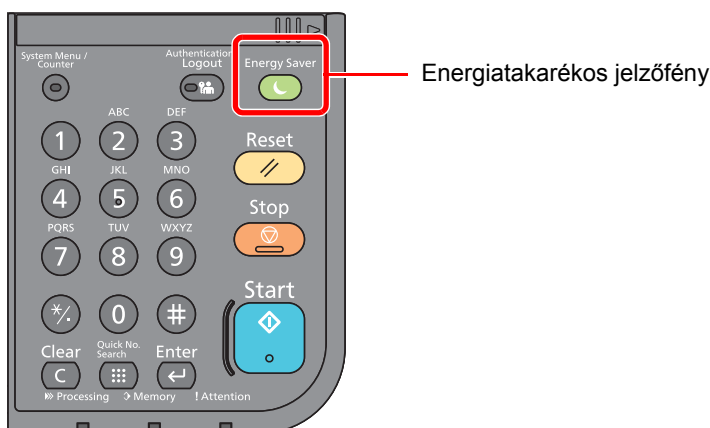 System Menu /
Counter
Authentication
Logout
Energy Saver
Energiatakarékos jelzőfény
ABC
DEF
1
2
3
Reset
GHI
JKL
MNO
4
5
6
Stop
PQRS
TUV
WXYZ
7
8
9
Start
*/.
0
#
Clear
Quick No.
Search
Enter
C
Processing
Memory
! Attention